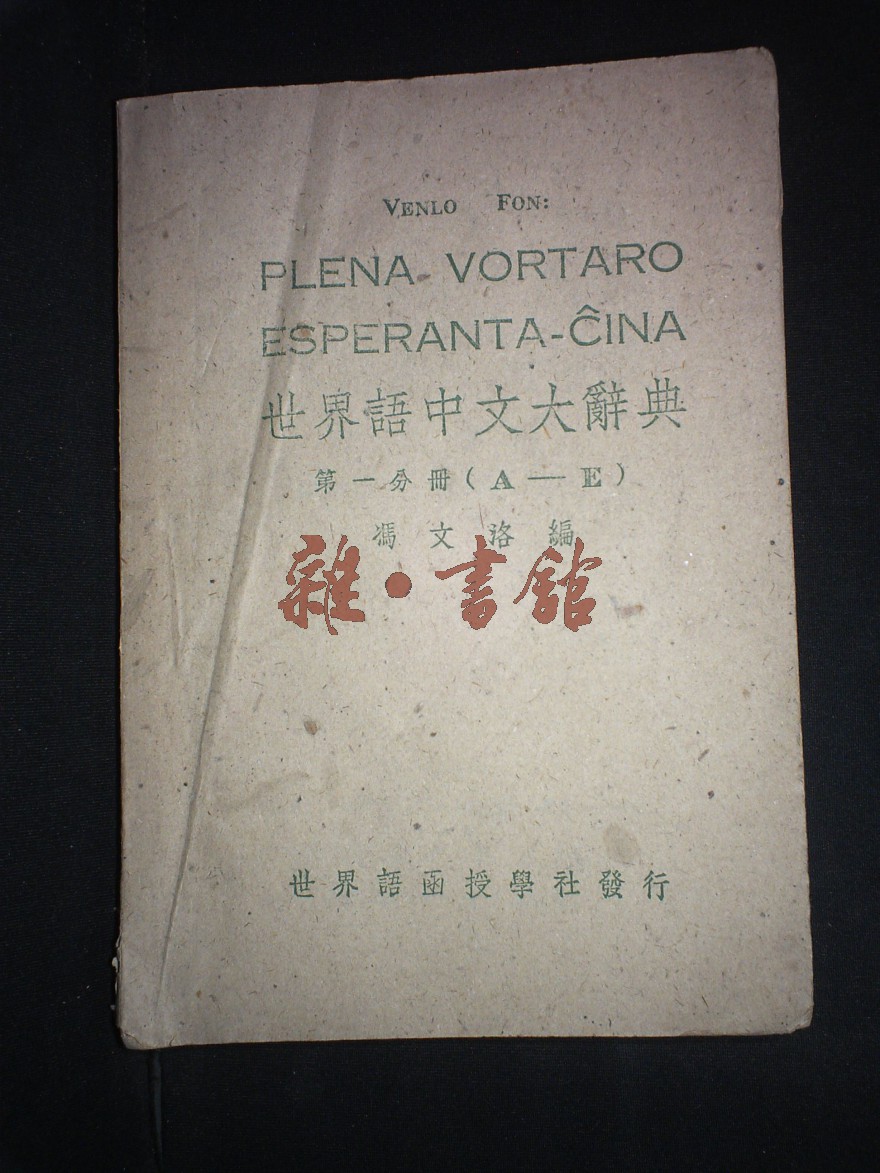 VENLO FON:
PLENA VORTARO
ESPERANTA-ĈINA
世界語中文大辭典
第一分冊(A—E)
馮文洛編
雜·書館
世界語函授學社發行